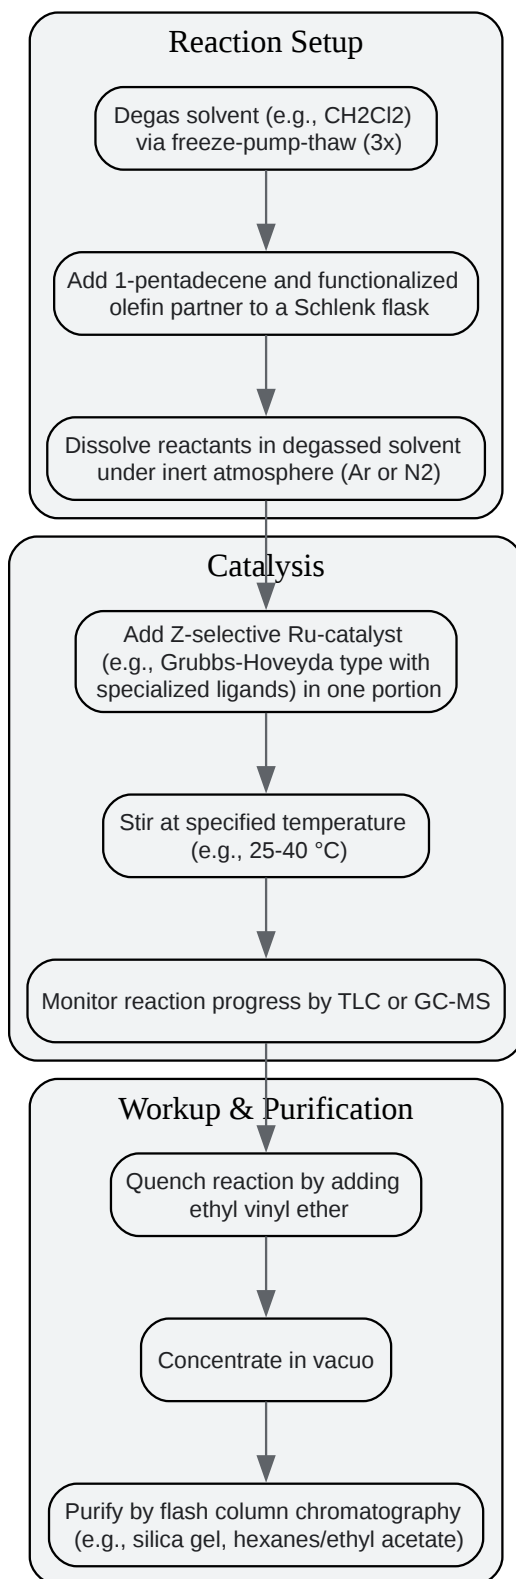 Reaction Setup
Degas solvent (e.g., CH2Cl2)
via freeze-pump-thaw (3x)
Add 1-pentadecene and functionalized
olefin partner to a Schlenk flask
Dissolve reactants in degassed solvent
under inert atmosphere (Ar or N2)
Catalysis
Add Z-selective Ru-catalyst
(e.g., Grubbs-Hoveyda type with
specialized ligands) in one portion
Stir at specified temperature
(e.g., 25-40 °C)
Monitor reaction progress by TLC or GC-MS
Workup & Purification
Quench reaction by adding
ethyl vinyl ether
Concentrate in vacuo
Purify by flash column chromatography
(e.g., silica gel, hexanes/ethyl acetate)